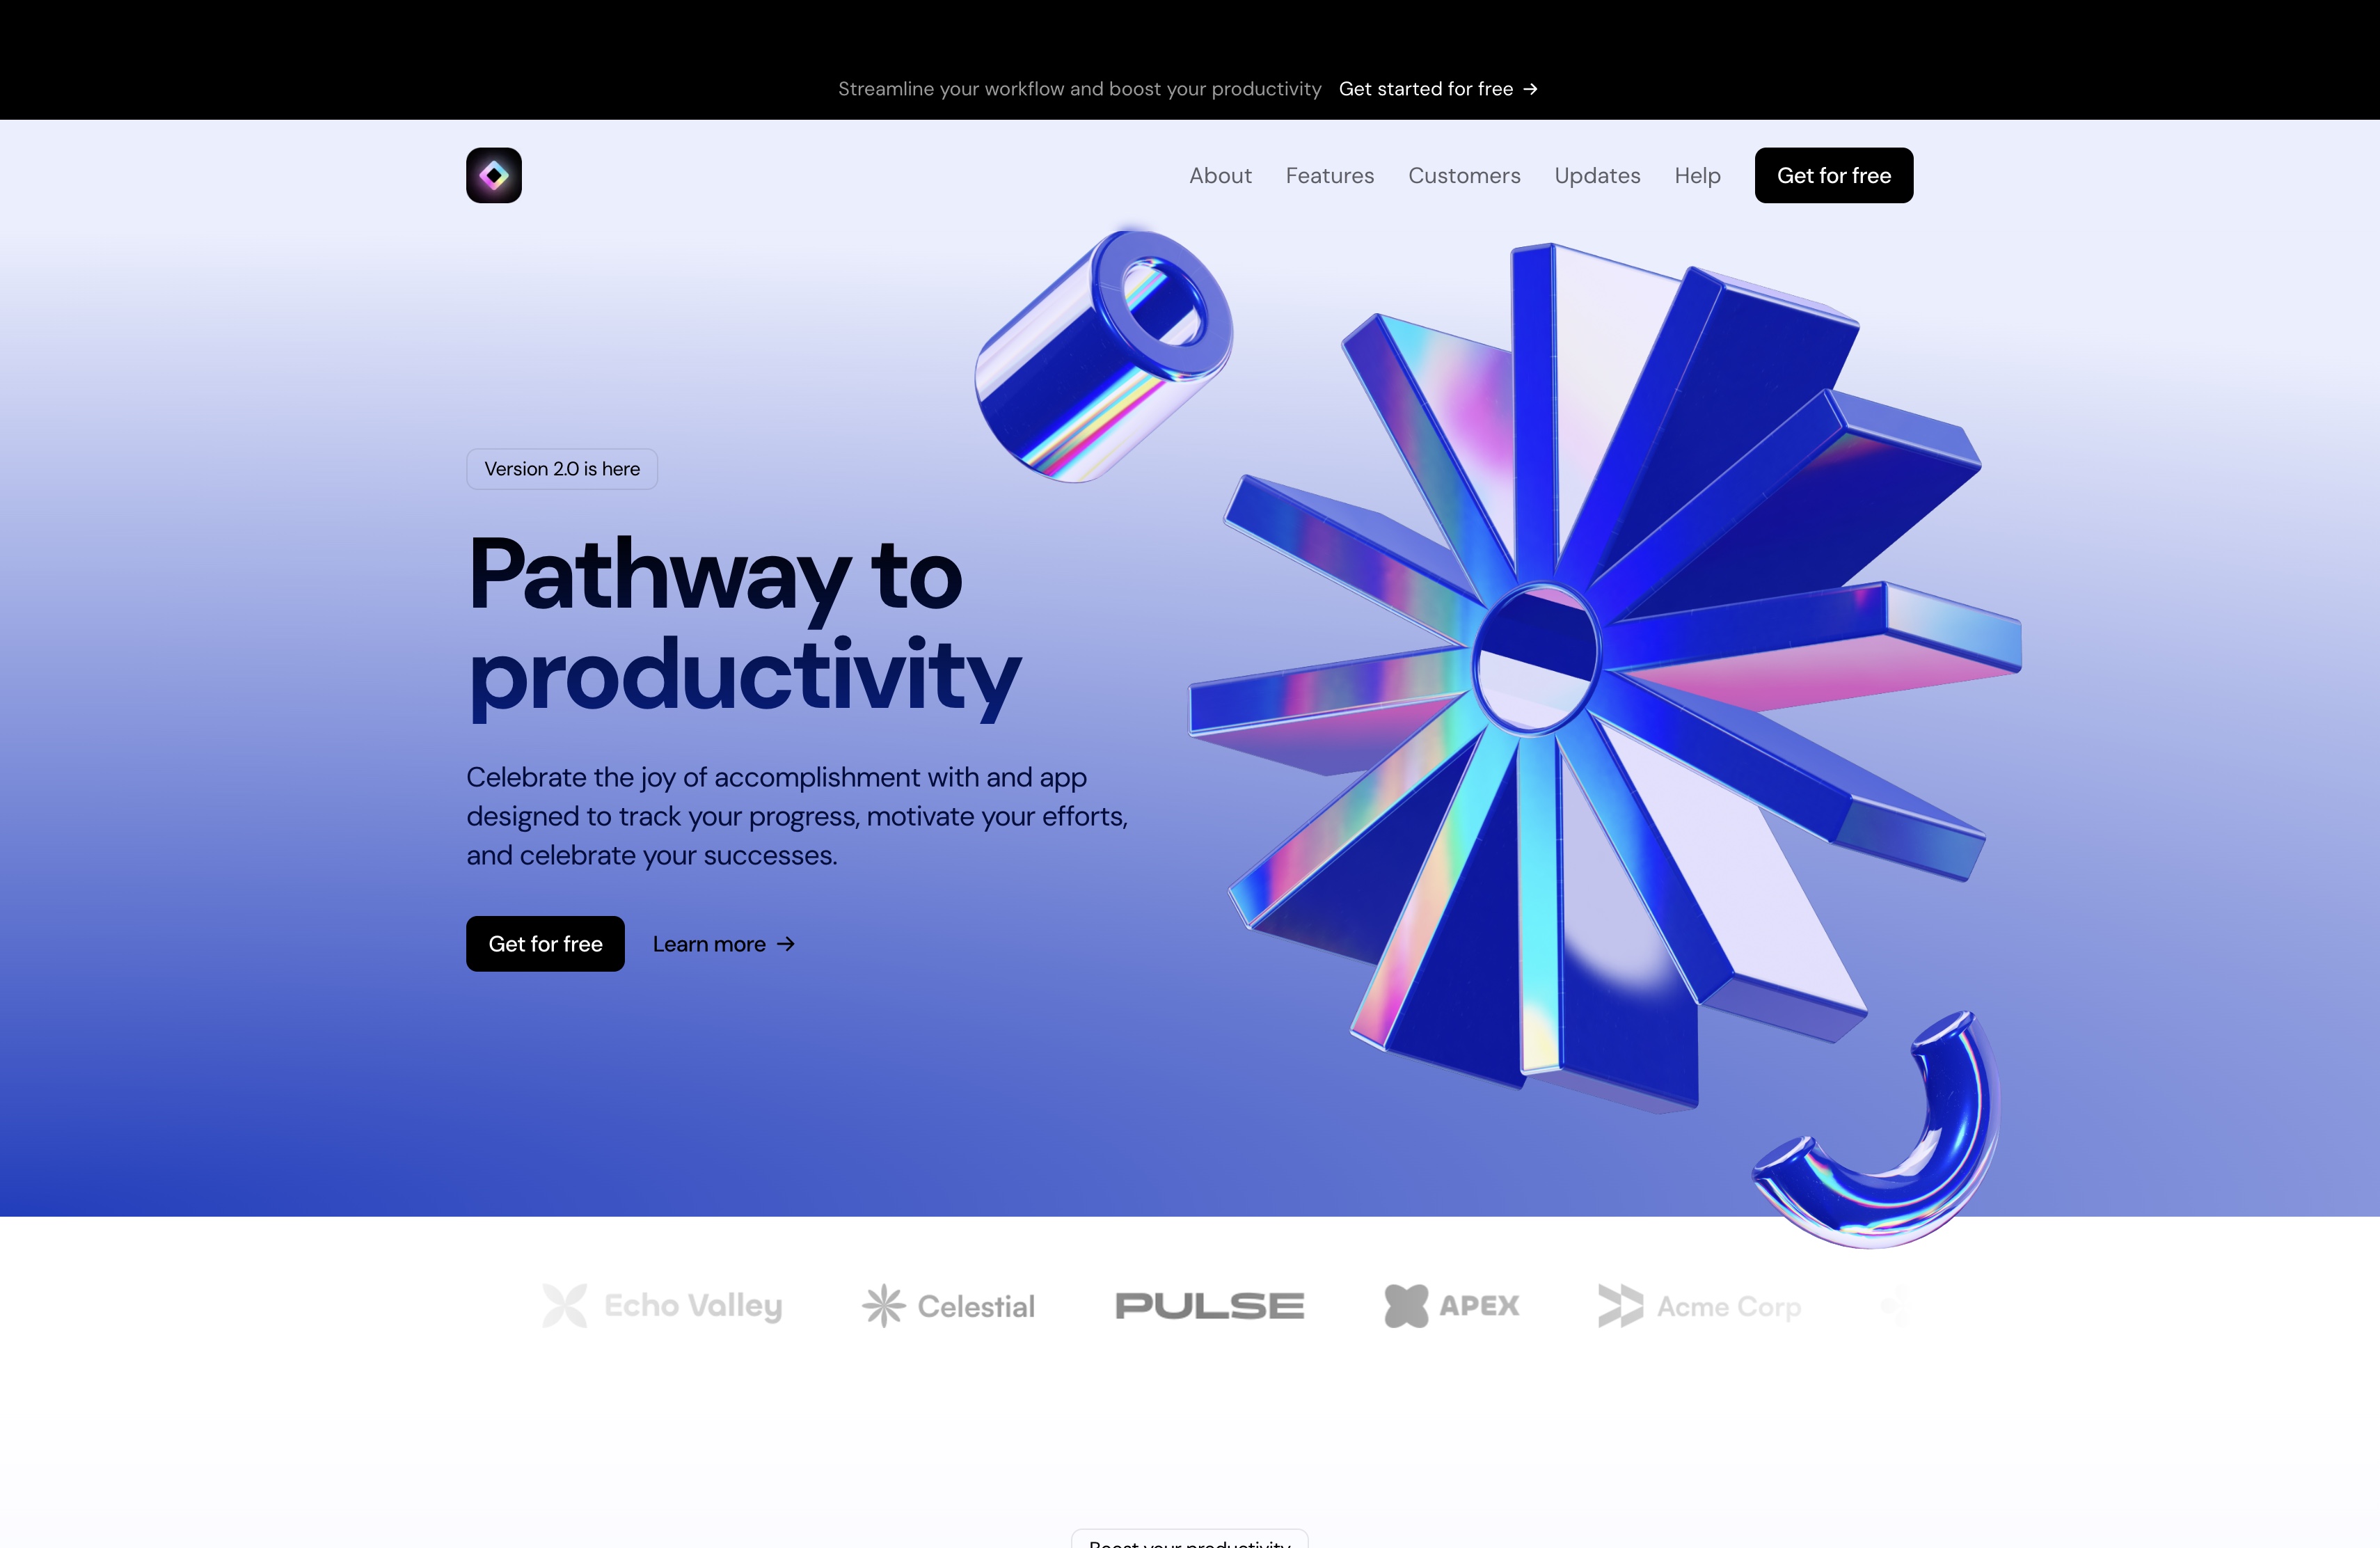 Streamline your workflow and boost your productivity Get started for free →
About Features Customers Updates Help Get for free
Version 2.0 is here
Pathway to
productivity
Celebrate the joy of accomplishment with and app
designed to track your progress, motivate your efforts,
and celebrate your successes.
Get for free Learn more →
Echo Valley Celestial PULSE APEX Acme Corp
Boost your productivity